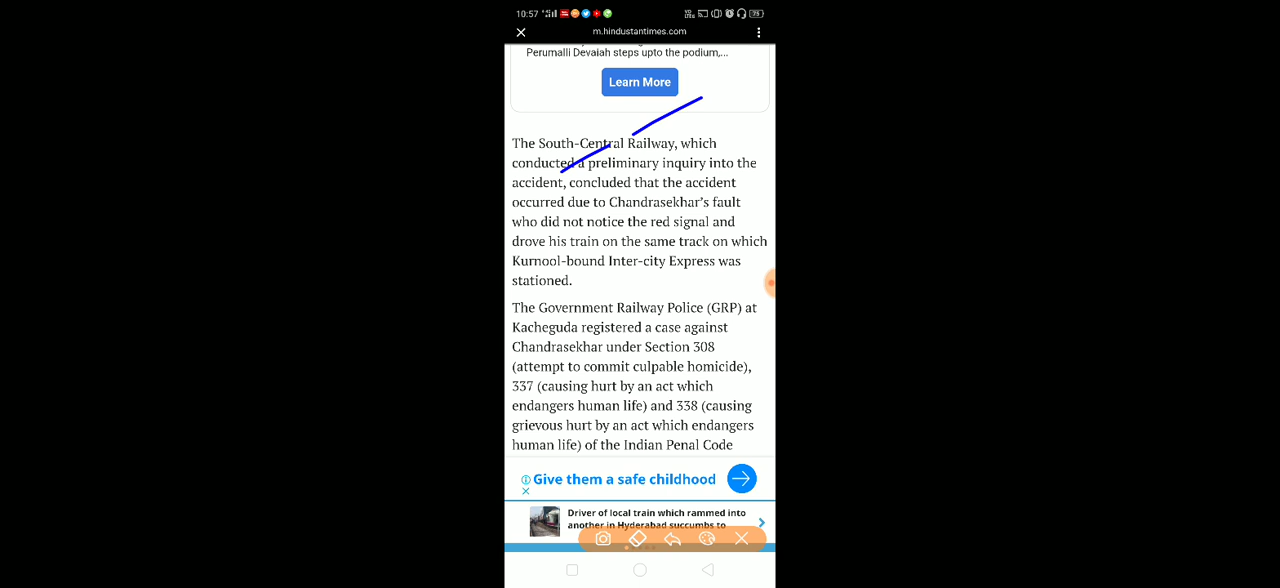 10:57
m.hindustantimes.com
Perumalli Devaiah steps upto the podium,...
Learn More
The South-Central Railway, which
conducted a preliminary inquiry into the
accident, concluded that the accident
occurred due to Chandrasekhar’s fault
who did not notice the red signal and
drove his train on the same track on which
Kurnool-bound Inter-city Express was
stationed.
The Government Railway Police (GRP) at
Kacheguda registered a case against
Chandrasekhar under Section 308
(attempt to commit culpable homicide),
337 (causing hurt by an act which
endangers human life) and 338 (causing
grievous hurt by an act which endangers
human life) of the Indian Penal Code
Give them a safe childhood
Driver of local train which rammed into
another in Hyderabad succumbs to